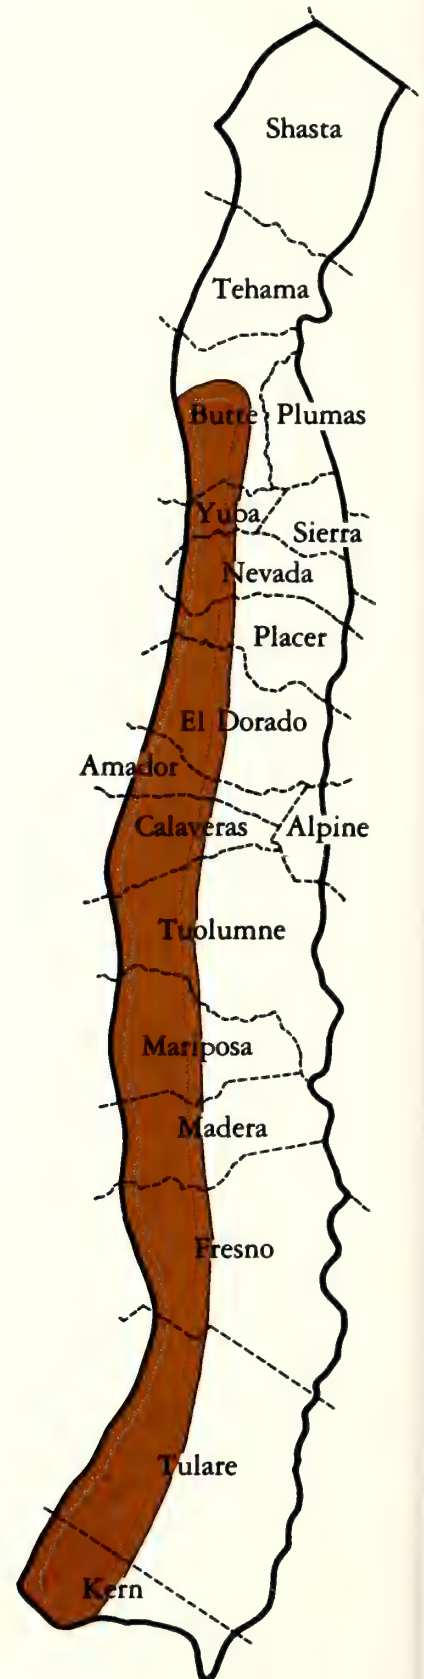 Shasta
Tehama
Butte Plumas
Yuba
Sierra
Nevada
Placer
El Dorado
Amador
Calaveras Alpine
Tuolumne
Mariposa
Madera
Fresno
Tulare
Kern